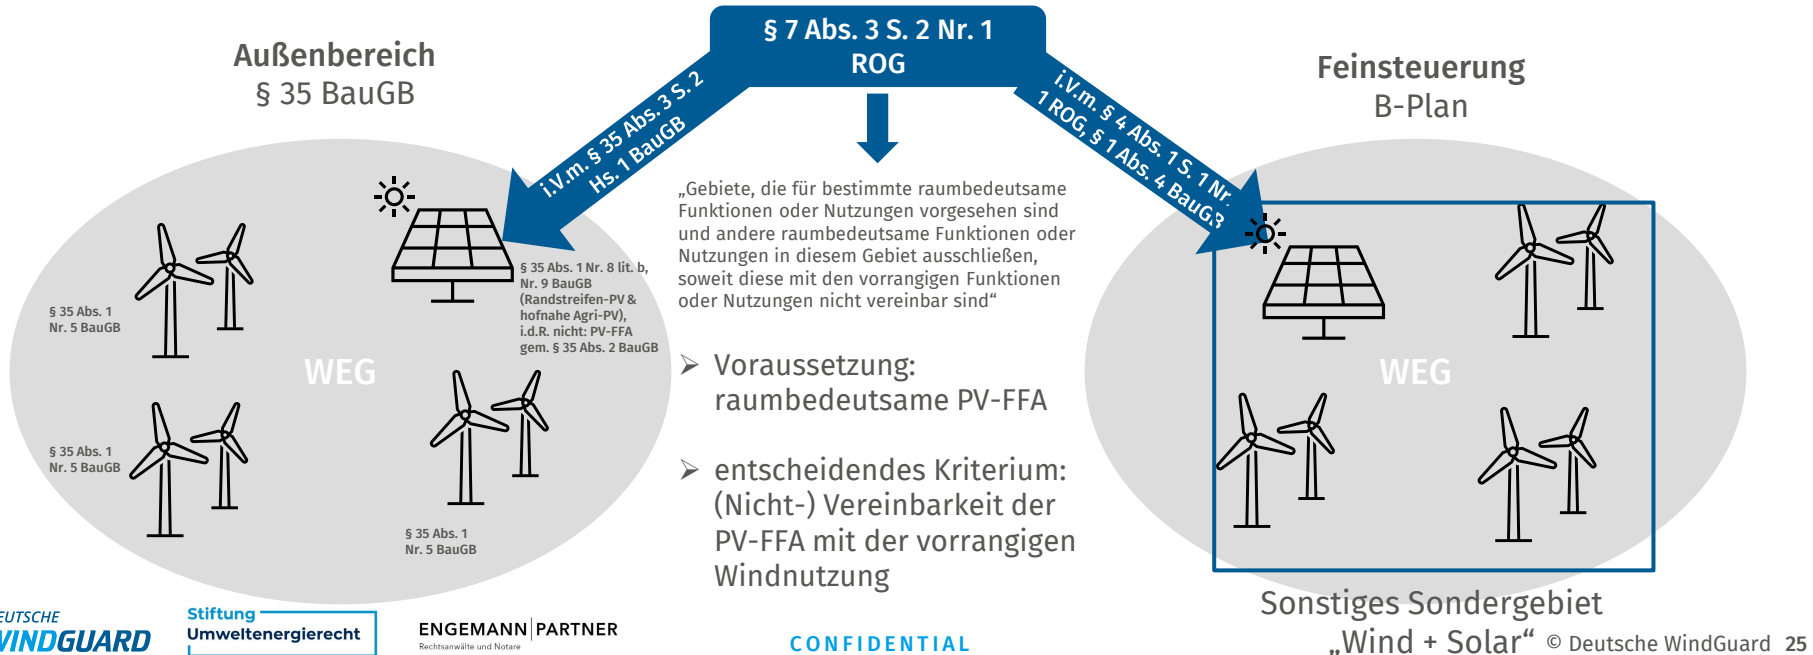 Außenbereich
§ 35 BauGB
§ 7 Abs. 3 S. 2 Nr. 1
ROG
Feinsteuerung
B-Plan
i.V.m. § 35 Abs. 3 S. 2
Hs. 1 BauGB
i.V.m. § 4 Abs. 1 S. 1 Nr.
1 ROG, § 1 Abs. 4 BauGB
§ 35 Abs. 1
Nr. 5 BauGB
§ 35 Abs. 1 Nr. 8 lit. b,
Nr. 9 BauGB
(Randstreifen-PV &
hofnahe Agri-PV),
i.d.R. nicht: PV-FFA
gem. § 35 Abs. 2 BauGB
WEG
§ 35 Abs. 1
Nr. 5 BauGB
§ 35 Abs. 1
Nr. 5 BauGB
„Gebiete, die für bestimmte raumbedeutsame
Funktionen oder Nutzungen vorgesehen sind
und andere raumbedeutsame Funktionen oder
Nutzungen in diesem Gebiet ausschließen,
soweit diese mit den vorrangigen Funktionen
oder Nutzungen nicht vereinbar sind“
➢ Voraussetzung:
raumbedeutsame PV-FFA
➢ entscheidendes Kriterium:
(Nicht-) Vereinbarkeit der
PV-FFA mit der vorrangigen
Windnutzung
WEG
Sonstiges Sondergebiet
„Wind + Solar“
EUTSCHE
WINDGUARD
Stiftung
Umweltenergierecht
ENGEMANN PARTNER
Rechtsanwälte und Notare
CONFIDENTIAL
© Deutsche WindGuard 25